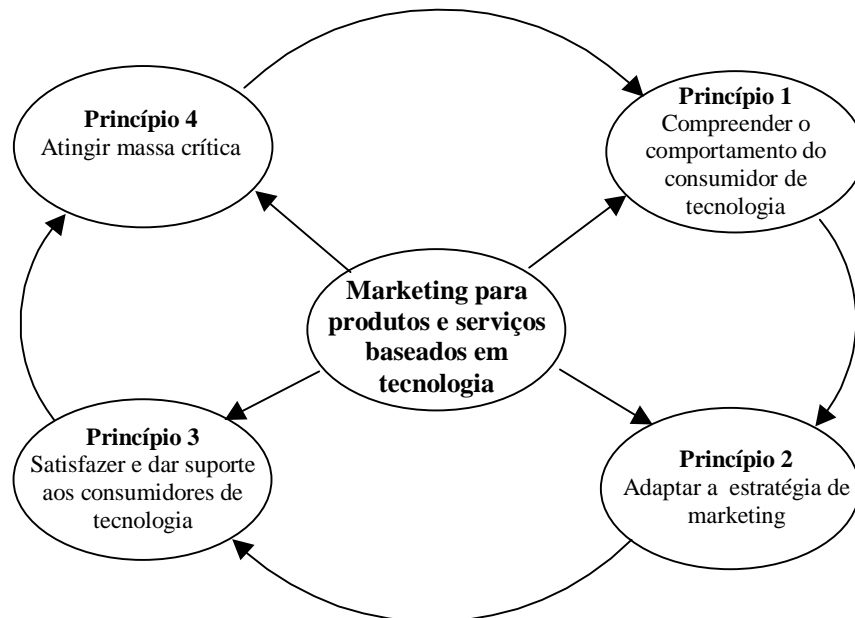 Princípio 4
Atingir massa crítica
Princípio 1
Compreender o
comportamento do
consumidor de
tecnologia
Marketing para
produtos e serviços
baseados em
tecnologia
Princípio 3
Satisfazer e dar suporte
aos consumidores de
tecnologia
Princípio 2
Adaptar a estratégia de
marketing